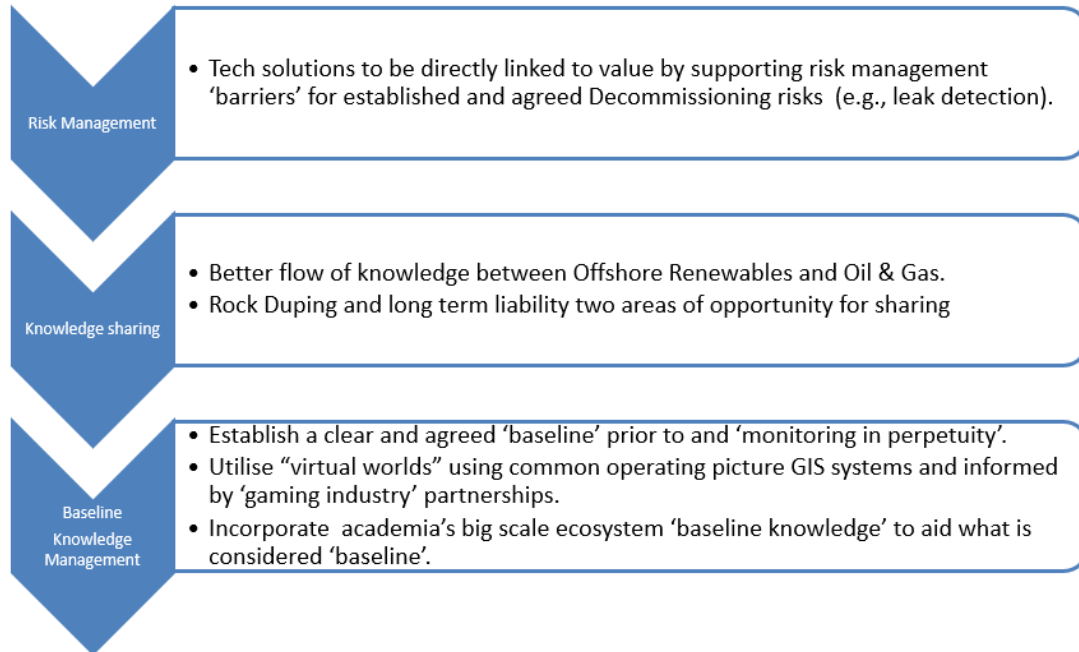 Risk Management
• Tech solutions to be directly linked to value by supporting risk management
‘barriers’ for established and agreed Decommissioning risks  (e.g., leak detection).
Knowledge sharing
• Better flow of knowledge between Offshore Renewables and Oil & Gas.
• Rock Duping and long term liability two areas of opportunity for sharing
Baseline
Knowledge
Management
• Establish a clear and agreed ‘baseline’ prior to and ‘monitoring in perpetuity’.
• Utilise “virtual worlds” using common operating picture GIS systems and informed
by ‘gaming industry’ partnerships.
• Incorporate  academia’s big scale ecosystem ‘baseline knowledge’ to aid what is
considered ‘baseline’.